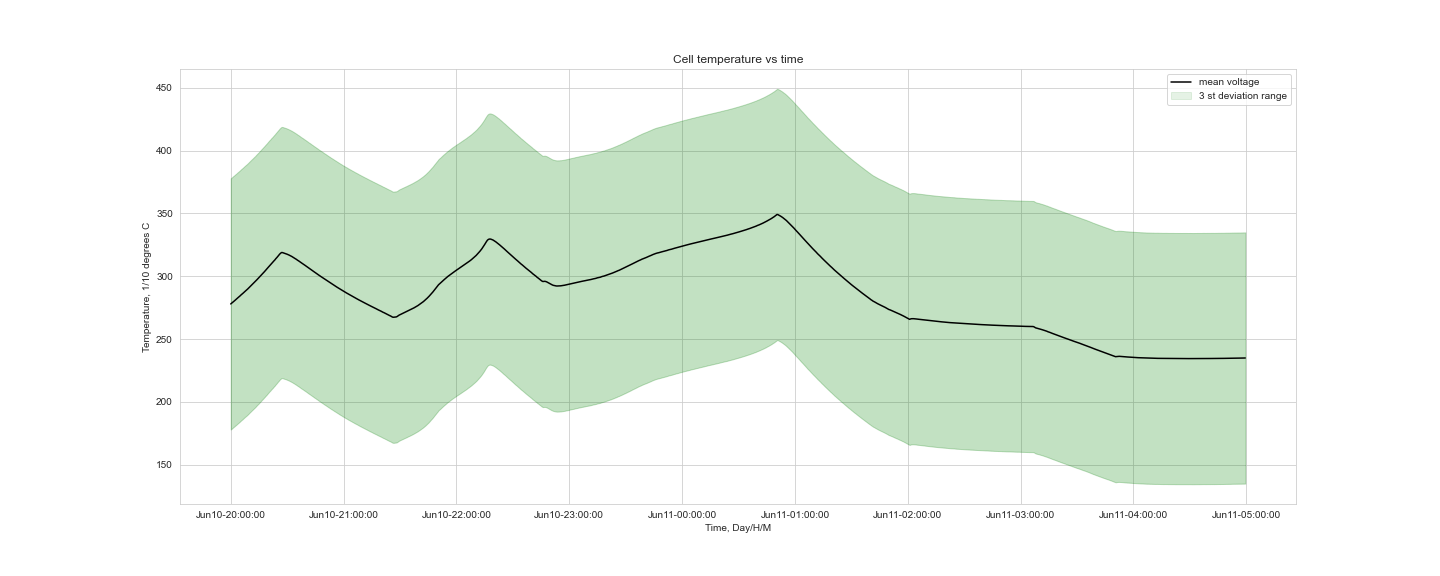 Cell temperature vs time
mean voltage
3 st deviation range
Temperature, 1/10 degrees C
450
400
350
300
250
200
150
Jun10-20:00:00 Jun10-21:00:00 Jun10-22:00:00 Jun10-23:00:00 Jun11-00:00:00 Jun11-01:00:00 Jun11-02:00:00 Jun11-03:00:00 Jun11-04:00:00 Jun11-05:00:00
Time, Day/H/M